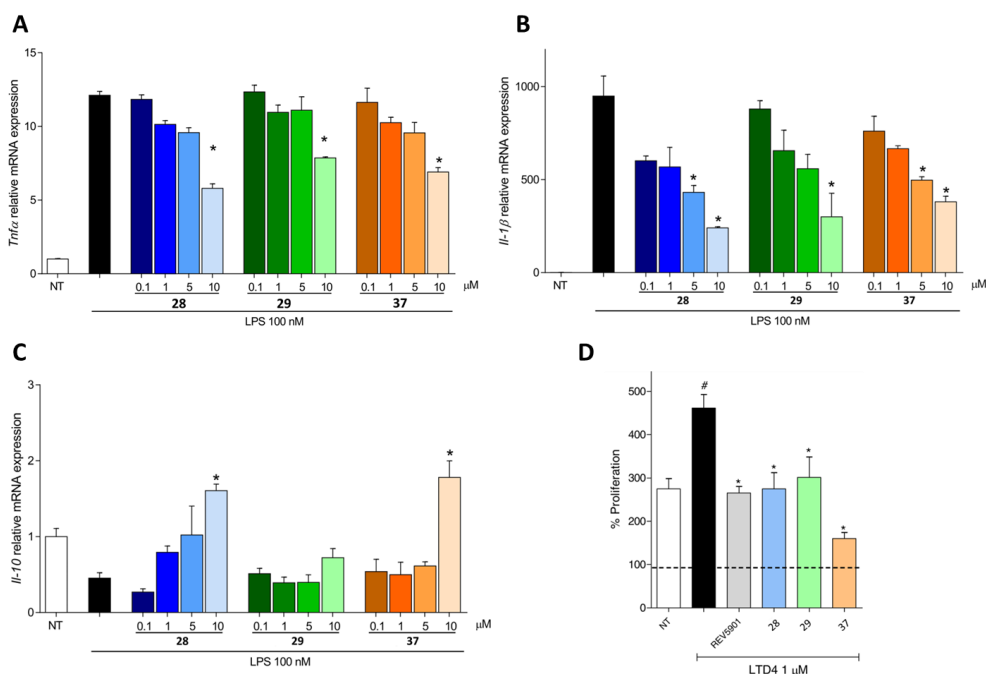 A
Tnfα relative mRNA expression
15
10
5
0
*
*
*
NT
0.1 1 5 10 0.1 1 5 10 0.1 1 5 10 μM
28 29 37
LPS 100 nM
B
Il-1β relative mRNA expression
1000
500
0
*
*
*
*
*
NT
0.1 1 5 10 0.1 1 5 10 0.1 1 5 10 μM
28 29 37
LPS 100 nM
C
Il-10 relative mRNA expression
3
2
1
0
*
*
NT
0.1 1 5 10 0.1 1 5 10 0.1 1 5 10 μM
28 29 37
LPS 100 nM
D
% Proliferation
500
400
300
200
100
0
#
*
*
*
*
NT REV5901 28 29 37
LTD4 1 μM